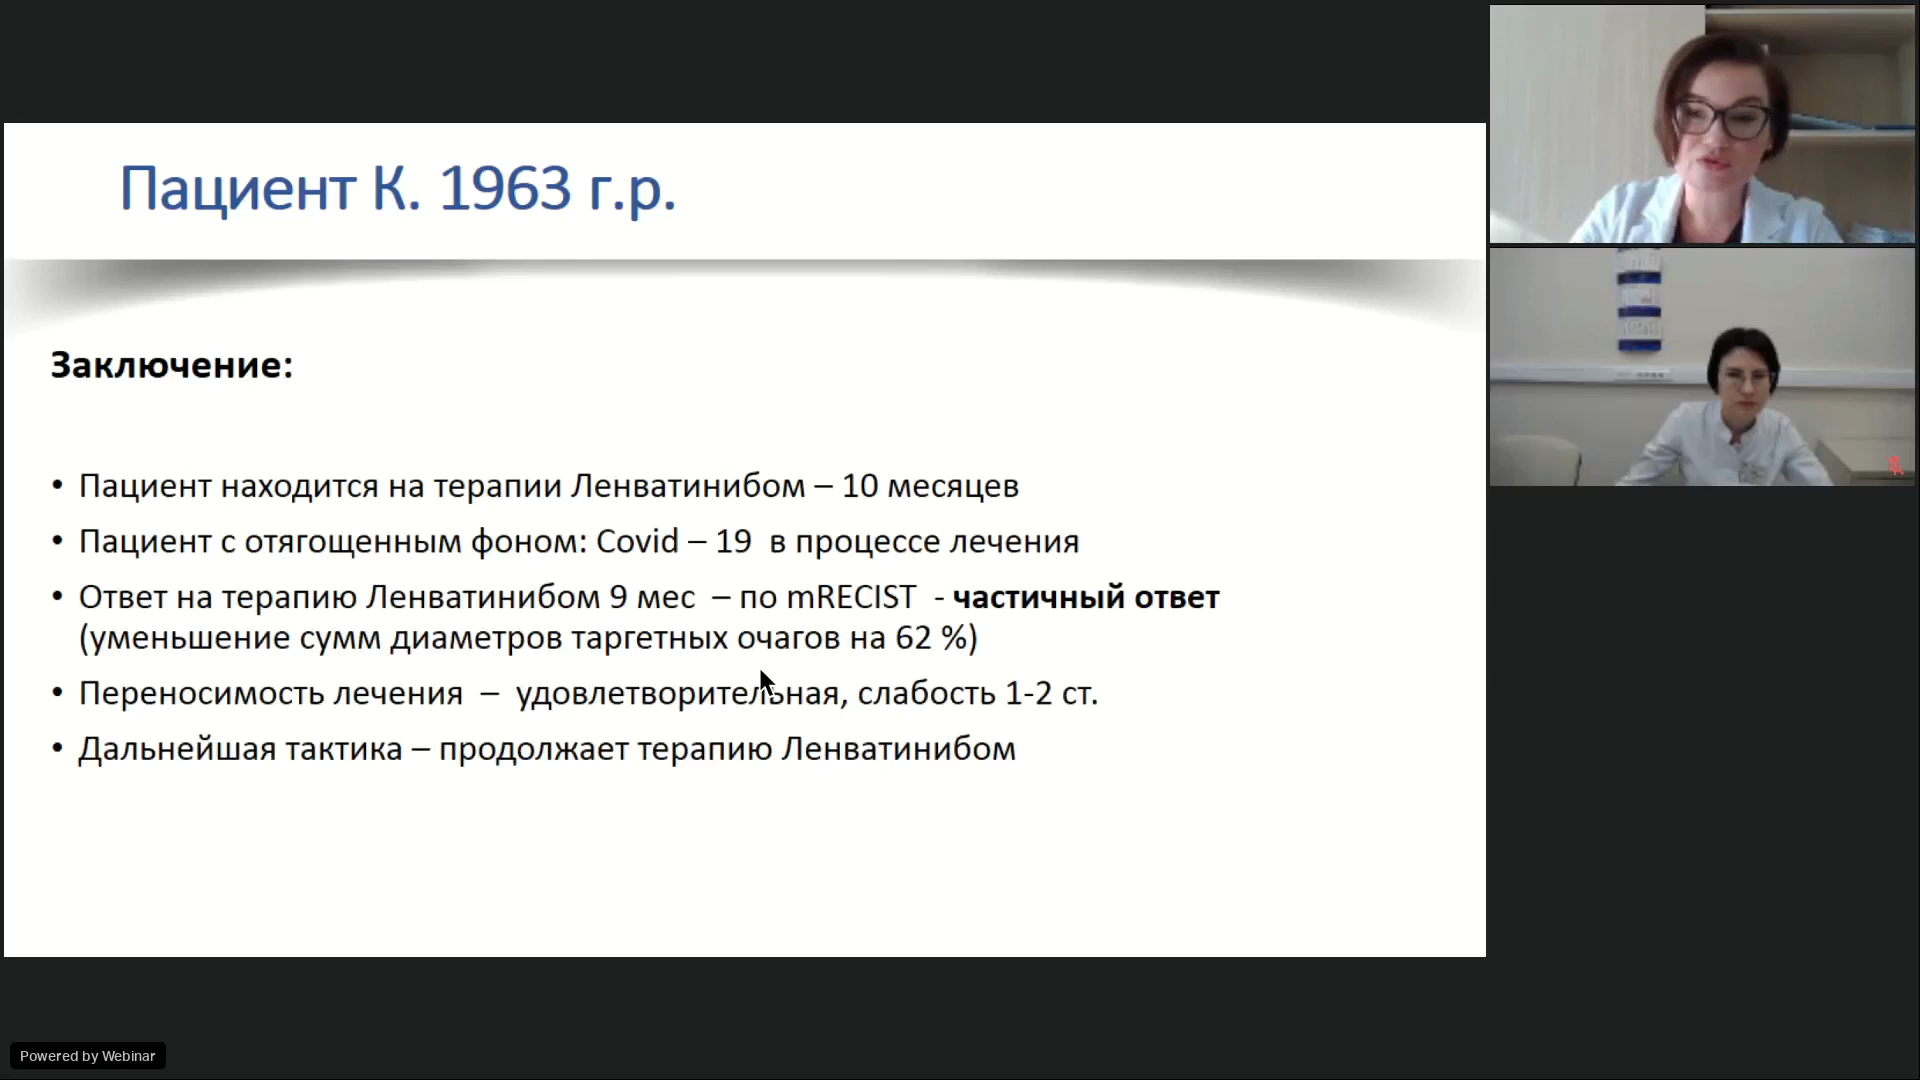 Пациент К. 1963 г.р.
Заключение:
• Пациент находится на терапии Ленватинибом – 10 месяцев
• Пациент с отягощенным фоном: Covid – 19 в процессе лечения
• Ответ на терапию Ленватинибом 9 мес – по mRECIST - частичный ответ
(уменьшение сумм диаметров таргетных очагов на 62 %)
• Переносимость лечения – удовлетворительная, слабость 1-2 ст.
• Дальнейшая тактика – продолжает терапию Ленватинибом
Powered by Webinar